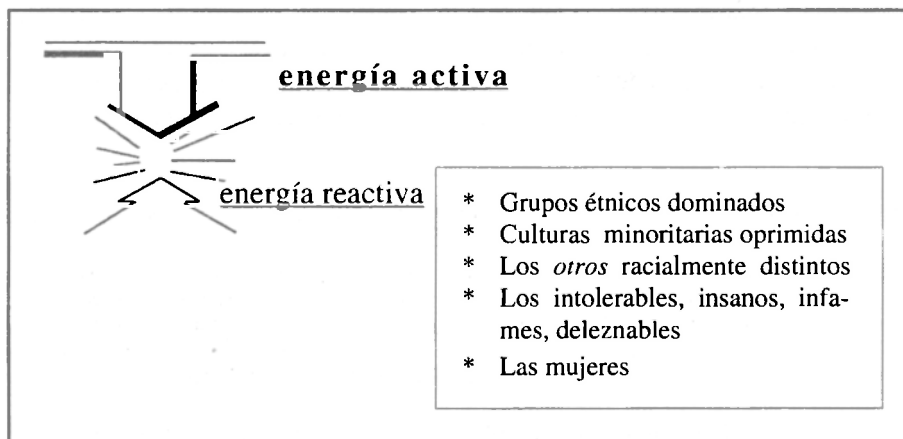 energía activa
energía reactiva
* Grupos étnicos dominados
* Culturas minoritarias oprimidas
* Los otros racialmente distintos
* Los intolerables, insanos, infa-
mes, deleznables
* Las mujeres